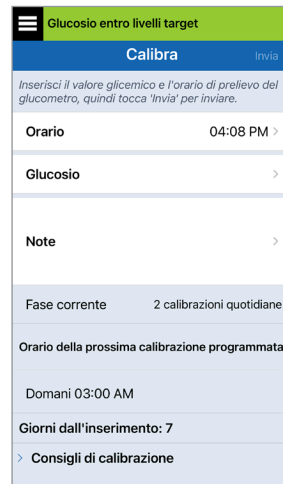 Glucosio entro livelli target
Calibra
Invia
Inserisci il valore glicemico e l'orario di prelievo del
glucometro, quindi tocca 'Invia' per inviare.
Orario 04:08 PM >
Glucosio >
Note >
Fase corrente 2 calibrazioni quotidiane
Orario della prossima calibrazione programmata
Domani 03:00 AM
Giorni dall'inserimento: 7
> Consigli di calibrazione